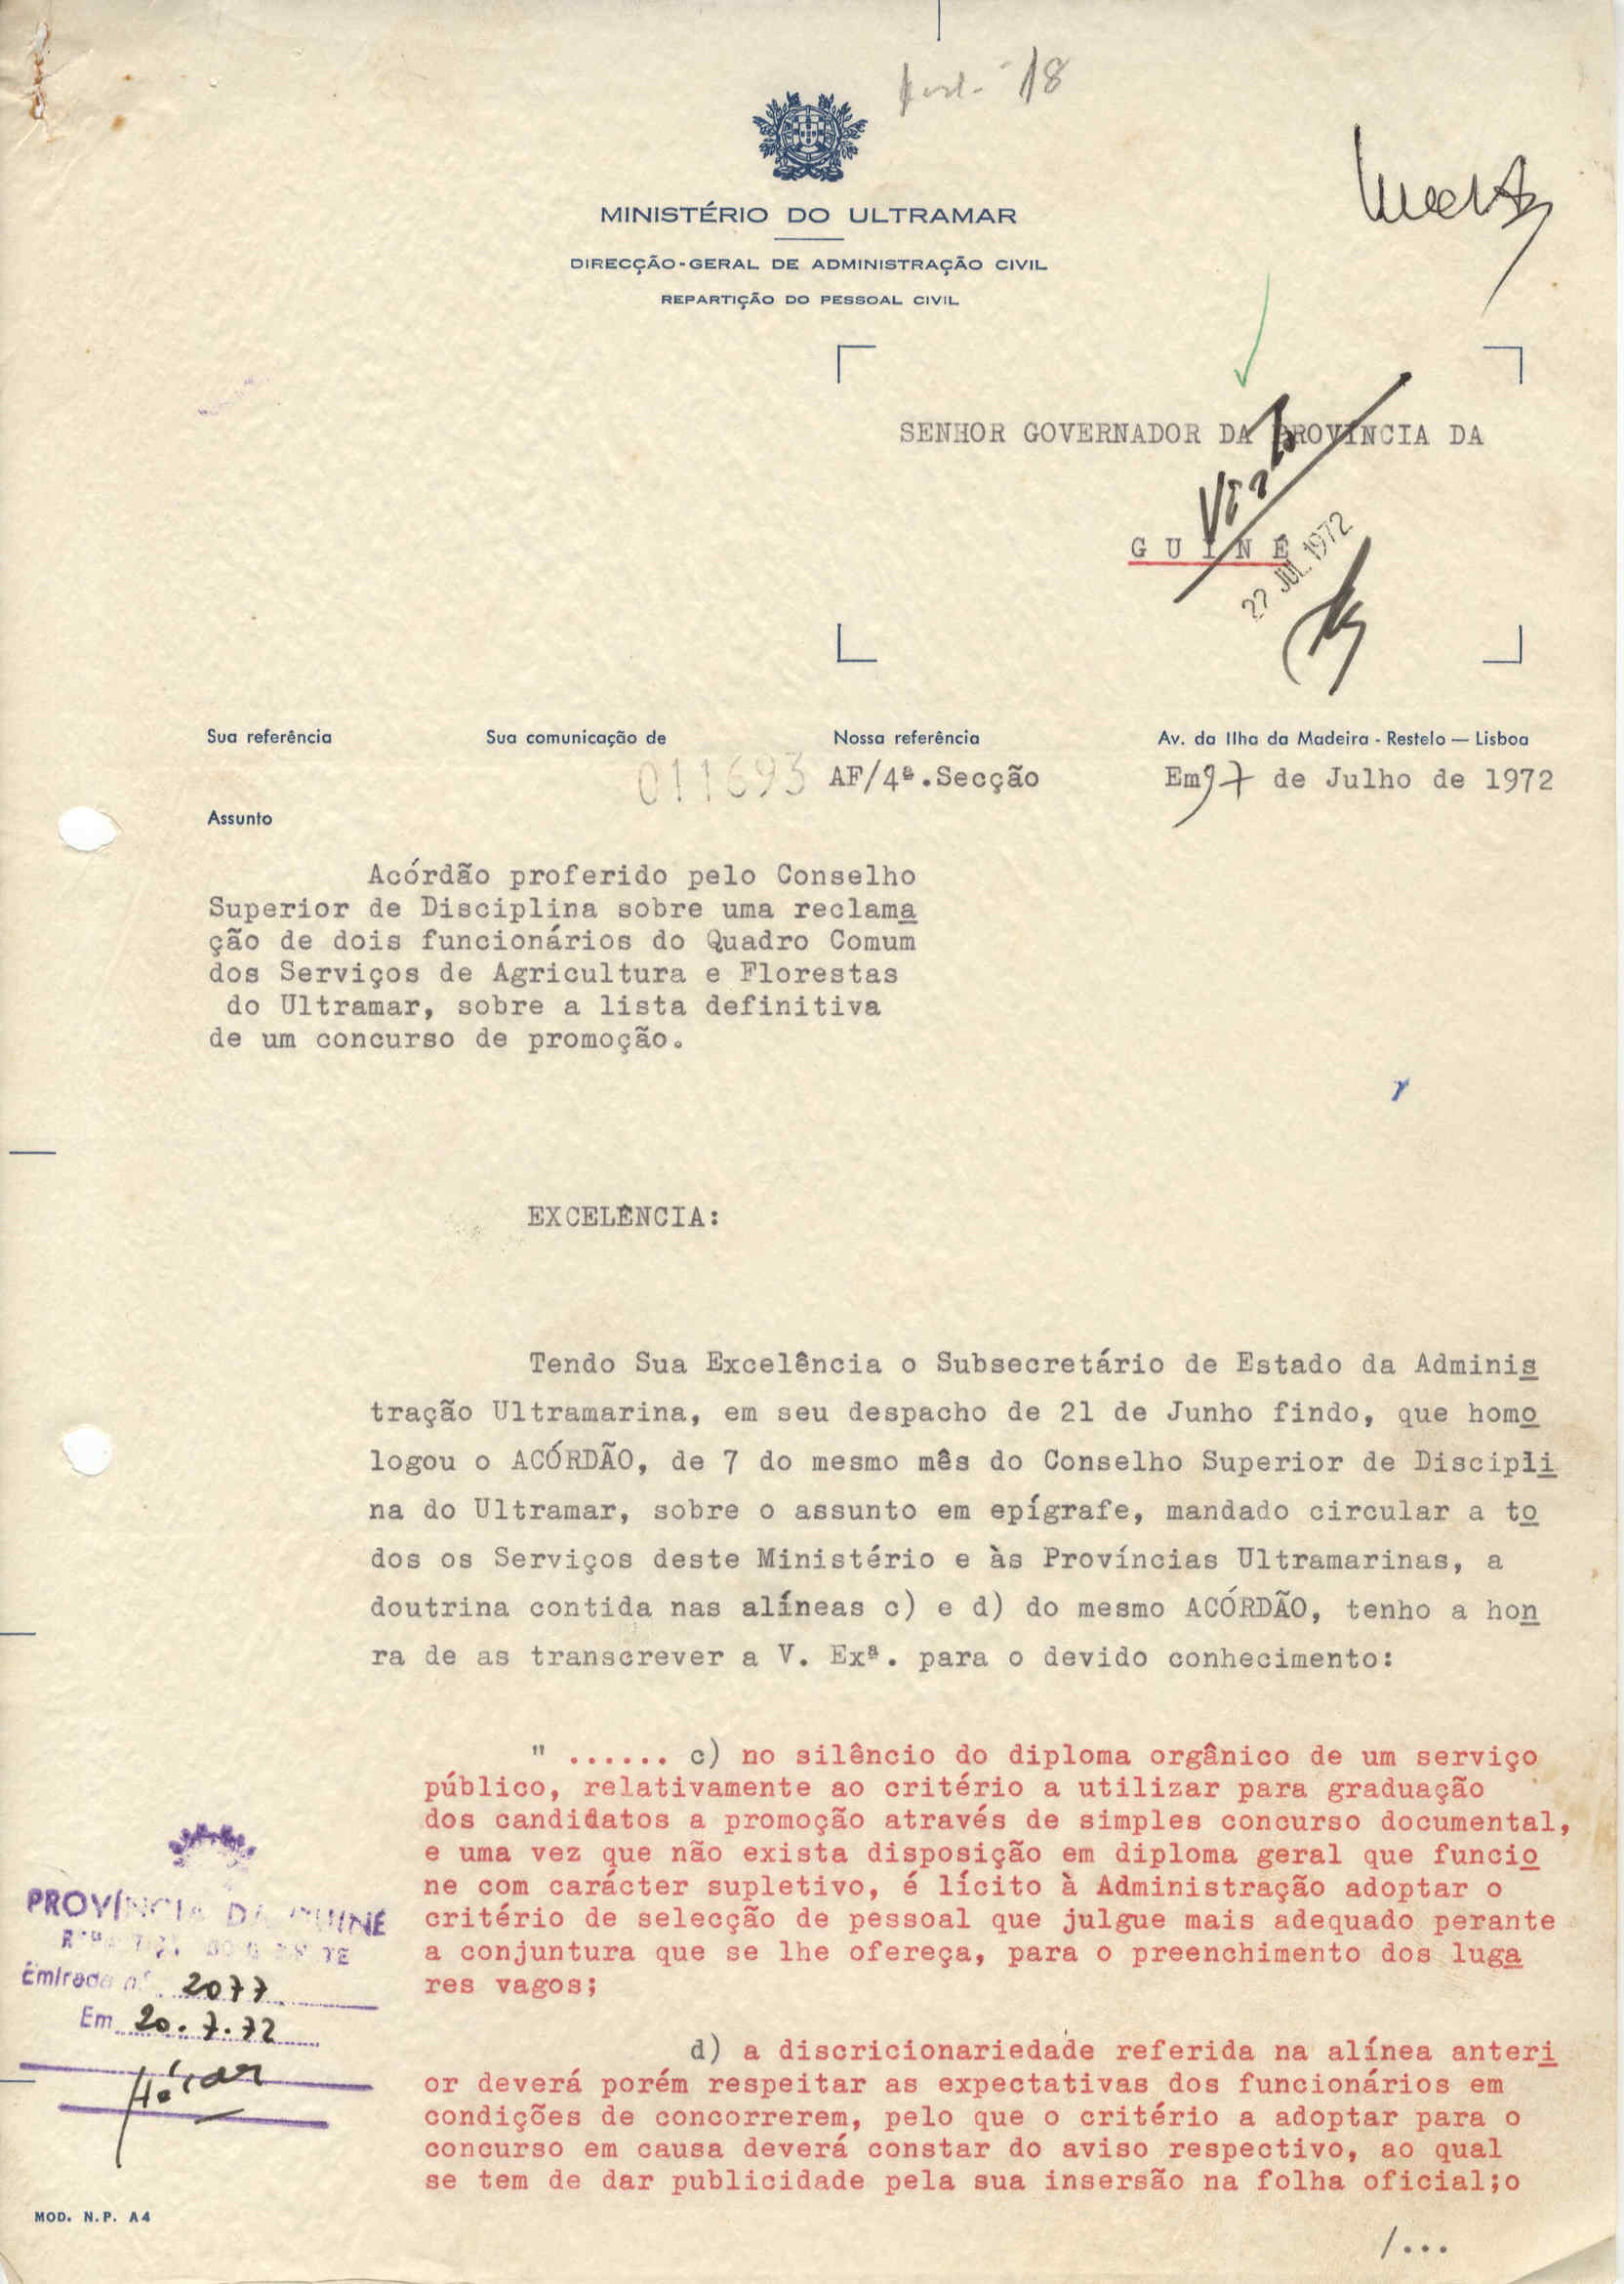 18
MINISTÉRIO DO ULTRAMAR
DIRECÇÃO-GERAL DE ADMINISTRAÇÃO CIVIL
REPARTIÇÃO DO PESSOAL CIVIL
SENHOR GOVERNADOR DA PROVÍNCIA DA
Visto
GUINÉ
27 JUL. 1972
Sua referência Sua comunicação de Nossa referência Av. da Ilha da Madeira - Restelo — Lisboa
011693 AF/4ª.Secção Em de Julho de 1972
Assunto
Acórdão proferido pelo Conselho
Superior de Disciplina sobre uma reclama
ção de dois funcionários do Quadro Comum
dos Serviços de Agricultura e Florestas
do Ultramar, sobre a lista definitiva
de um concurso de promoção.
EXCELÊNCIA:
Tendo Sua Excelência o Subsecretário de Estado da Adminis
tração Ultramarina, em seu despacho de 21 de Junho findo, que homo
logou o ACÓRDÃO, de 7 do mesmo mês do Conselho Superior de Discipli
na do Ultramar, sobre o assunto em epígrafe, mandado circular a to
dos os Serviços deste Ministério e às Províncias Ultramarinas, a
doutrina contida nas alíneas c) e d) do mesmo ACÓRDÃO, tenho a hon
ra de as transcrever a V. Exª. para o devido conhecimento:
" ...... c) no silêncio do diploma orgânico de um serviço
público, relativamente ao critério a utilizar para graduação
dos candidatos a promoção através de simples concurso documental,
e uma vez que não exista disposição em diploma geral que funcio
ne com carácter supletivo, é lícito à Administração adoptar o
critério de selecção de pessoal que julgue mais adequado perante
a conjuntura que se lhe ofereça, para o preenchimento dos luga
res vagos;
d) a discricionariedade referida na alínea anteri
or deverá porém respeitar as expectativas dos funcionários em
condições de concorrerem, pelo que o critério a adoptar para o
concurso em causa deverá constar do aviso respectivo, ao qual
se tem de dar publicidade pela sua insersão na folha oficial;o
/...
PROVÍNCIA DA GUINÉ
Entrada nº 2077
Em 20.7.72
MOD. N.P. A4